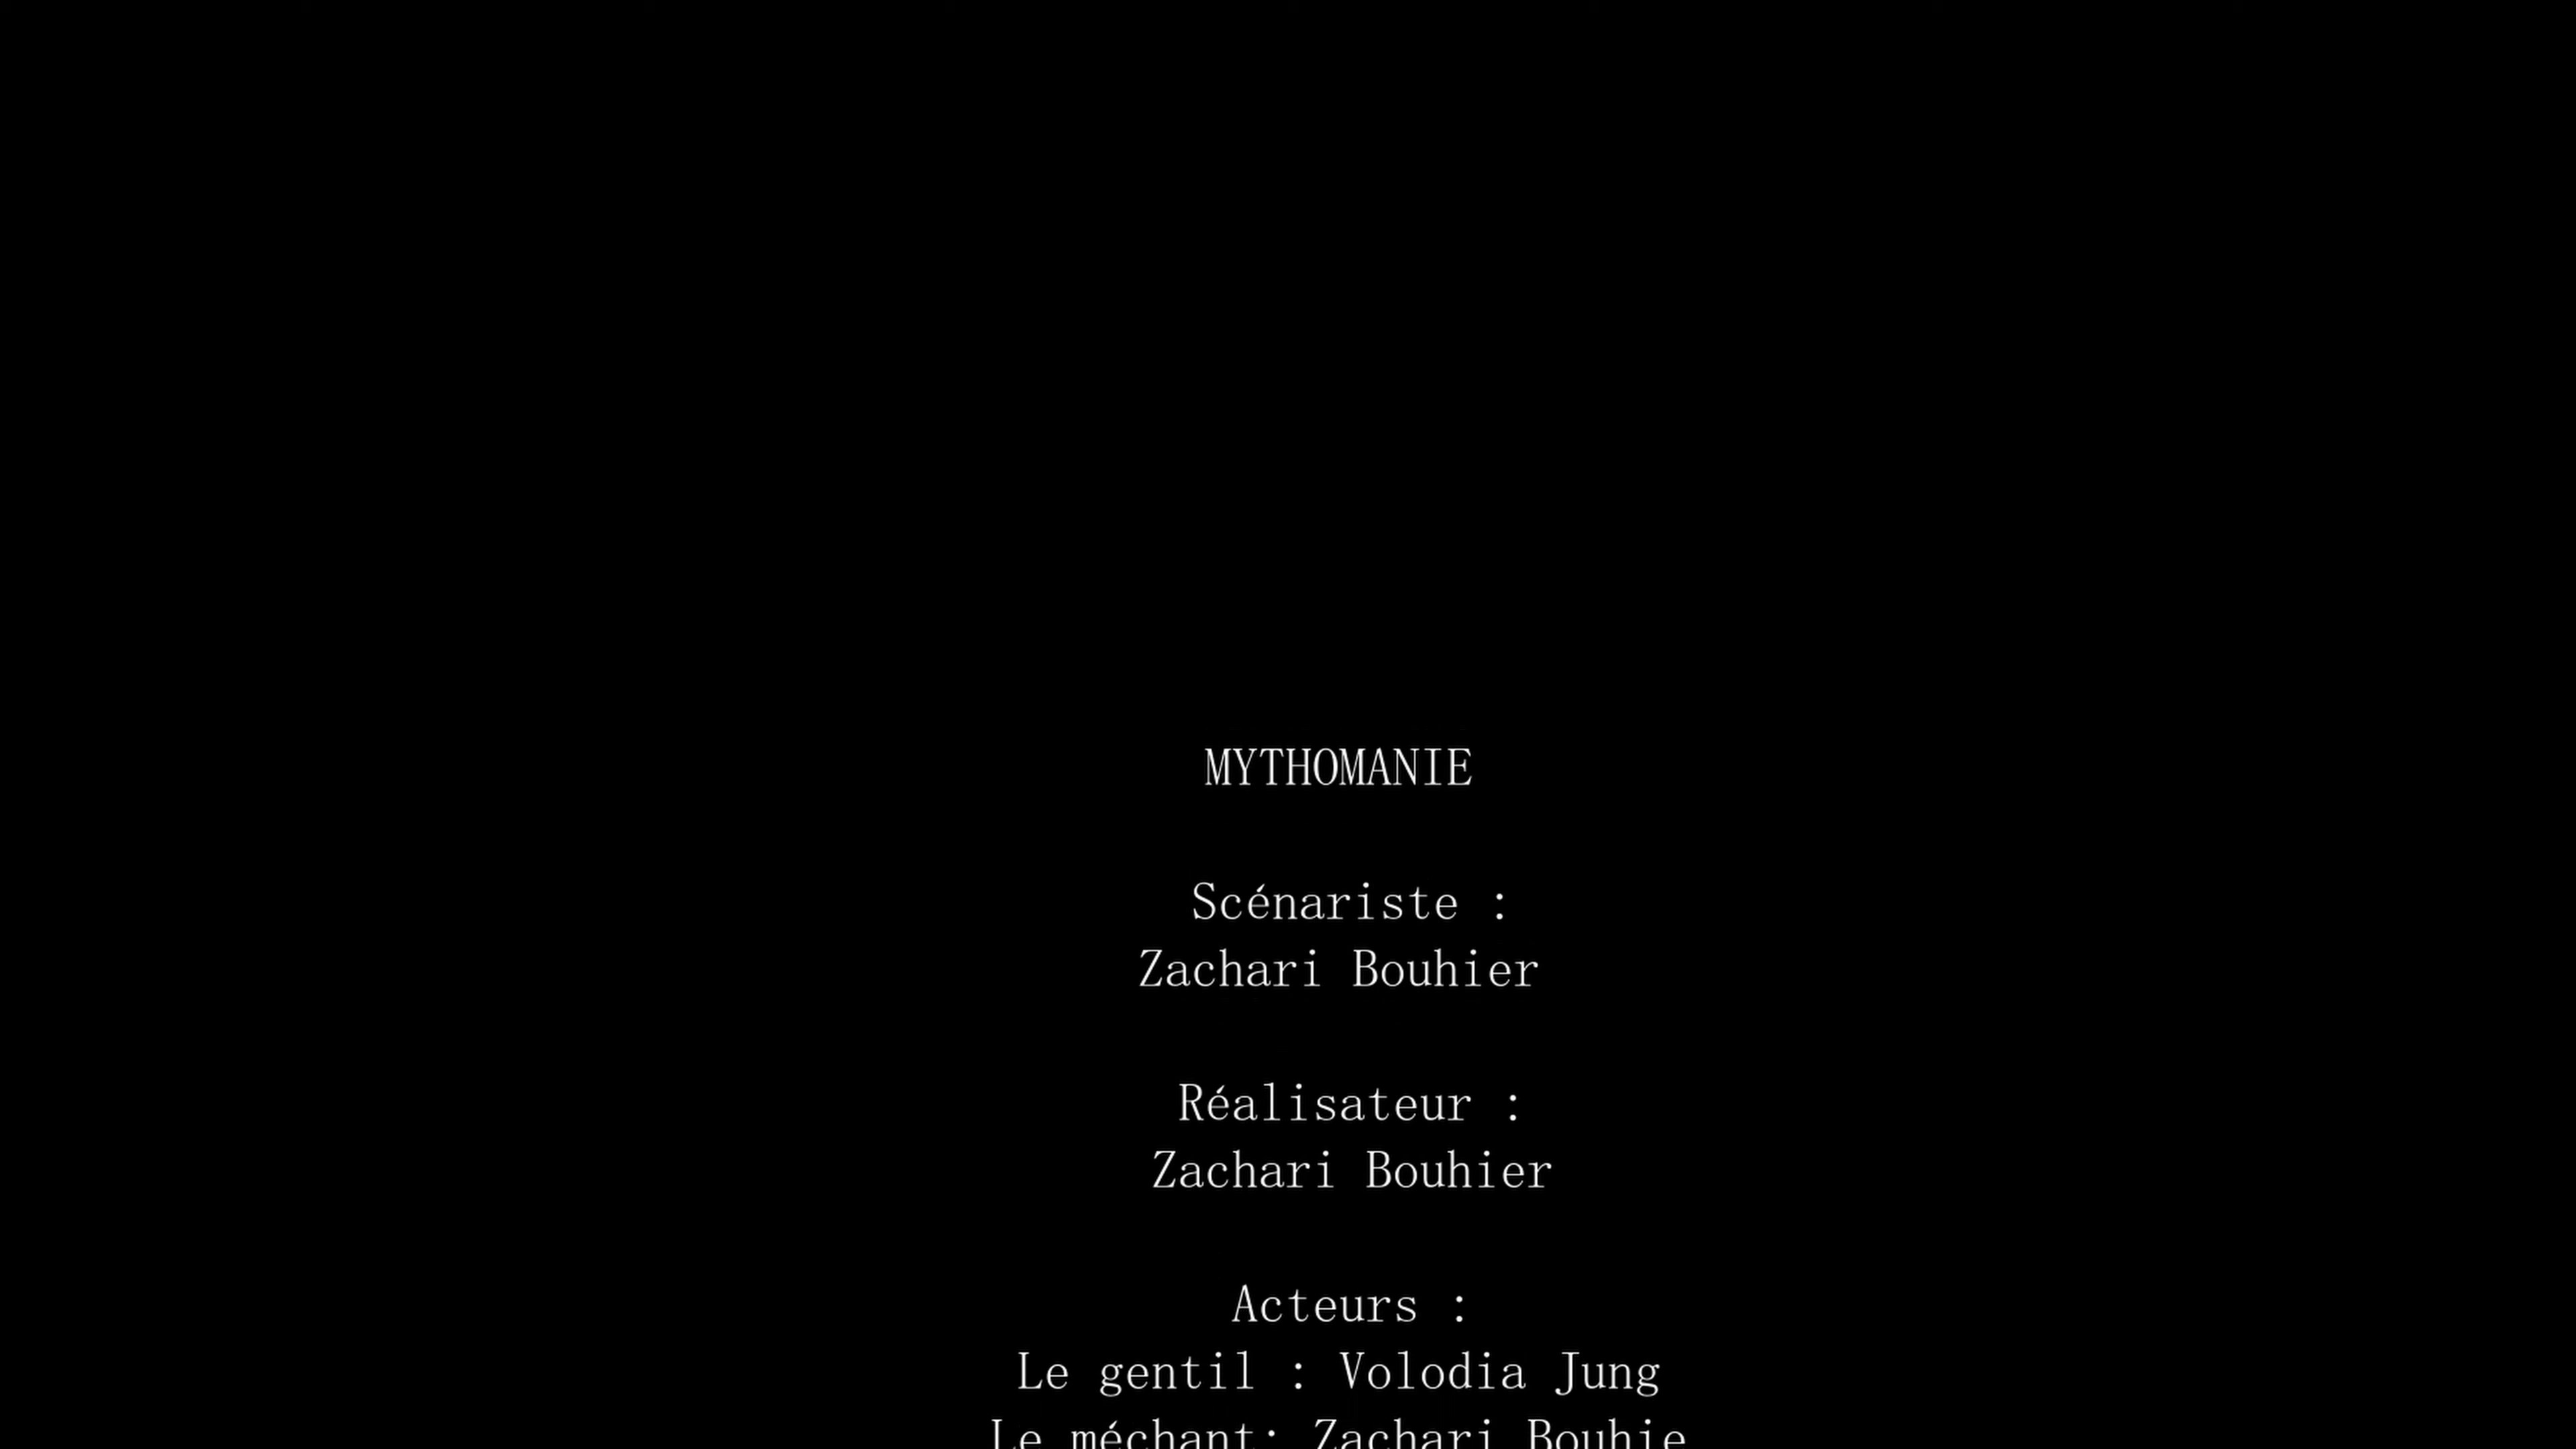 MYTHOMANIE
Scénariste :
Zachari Bouhier
Réalisateur :
Zachari Bouhier
Acteurs :
Le gentil : Volodia Jung
Le méchant: Zachari Bouhie